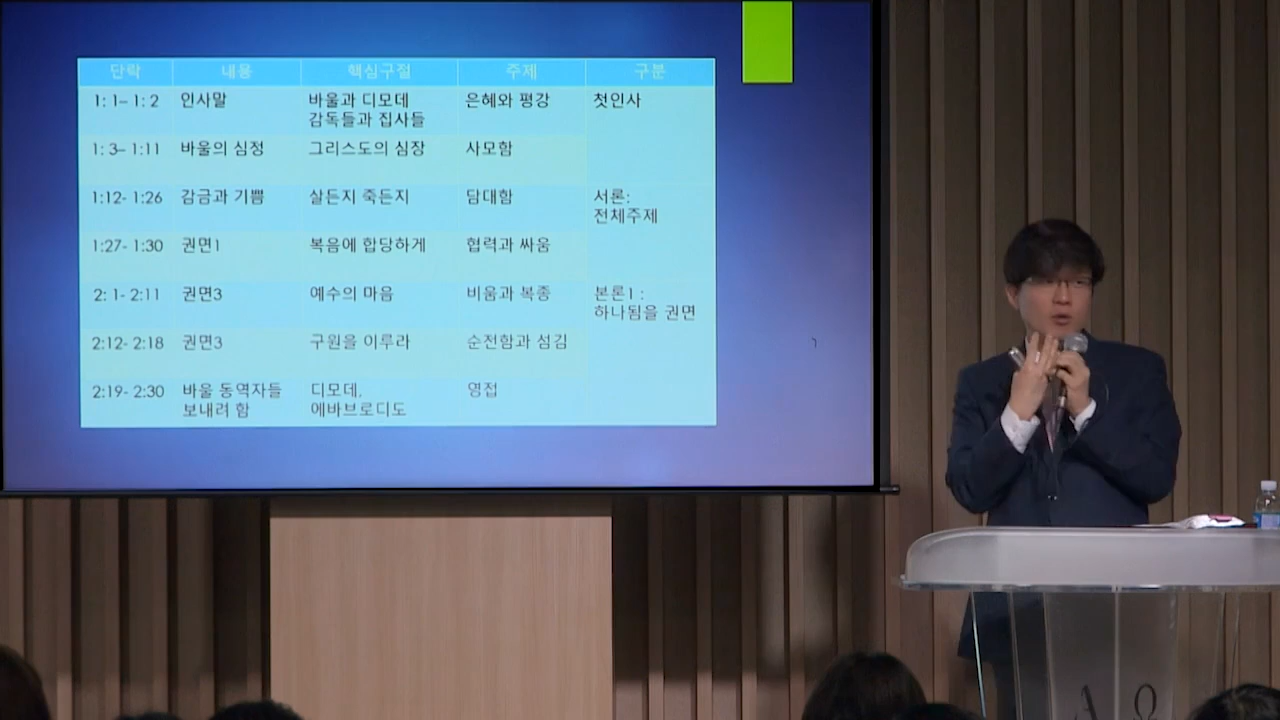 단락 내용 핵심구절 주제 구분
1: 1– 1: 2 인사말 바울과 디모데 은혜와 평강 첫인사
감독들과 집사들
1: 3– 1:11 바울의 심정 그리스도의 심장 사모함
1:12- 1:26 감금과 기쁨 살든지 죽든지 담대함 서론:
전체주제
1:27- 1:30 권면1 복음에 합당하게 협력과 싸움
2: 1- 2:11 권면3 예수의 마음 비움과 복종 본론1 :
하나됨을 권면
2:12- 2:18 권면3 구원을 이루라 순전함과 섬김
2:19- 2:30 바울 동역자들 디모데, 영접
보내려 함 에바브로디도
A Ω